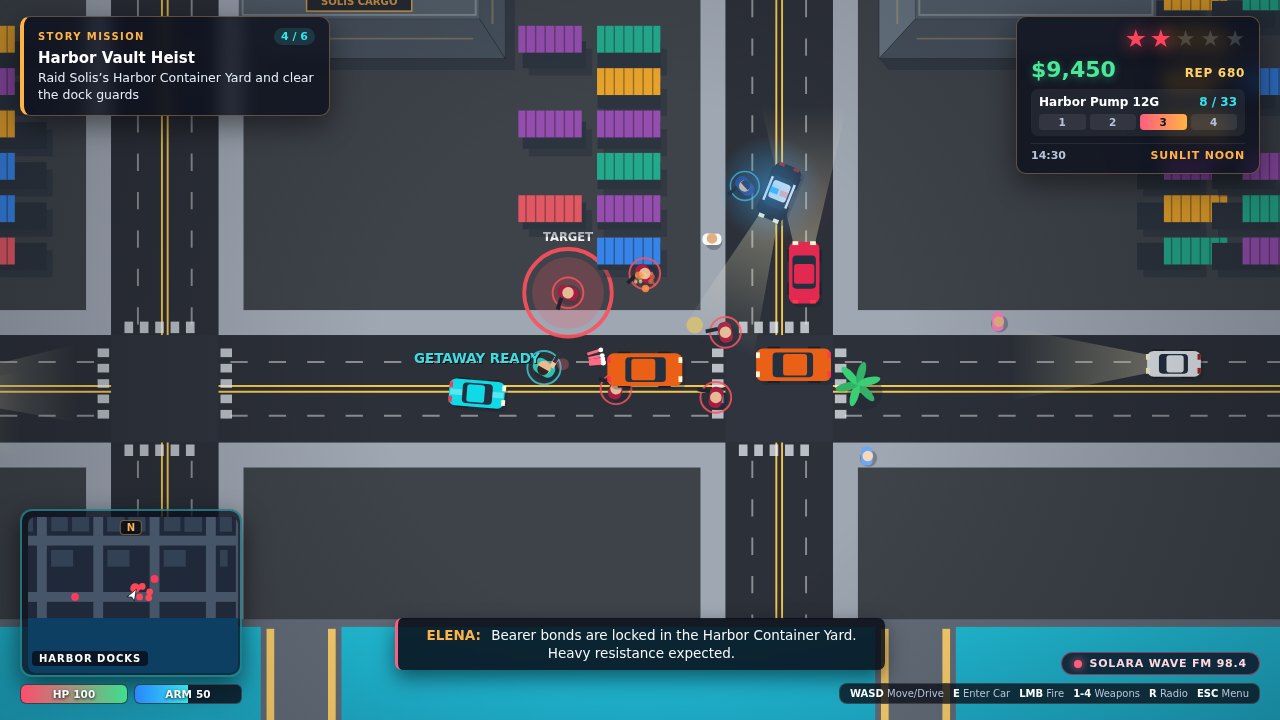 SOLIS CARGO
STORY MISSION
4 / 6
Harbor Vault Heist
Raid Solis’s Harbor Container Yard and clear
the dock guards
★★★★★
$9,450
REP 680
Harbor Pump 12G
8 / 33
1 2 3 4
14:30
SUNLIT NOON
TARGET
GETAWAY READY
N
HARBOR DOCKS
HP 100
ARM 50
ELENA: Bearer bonds are locked in the Harbor Container Yard.
Heavy resistance expected.
SOLARA WAVE FM 98.4
WASD Move/Drive E Enter Car LMB Fire 1-4 Weapons R Radio ESC Menu